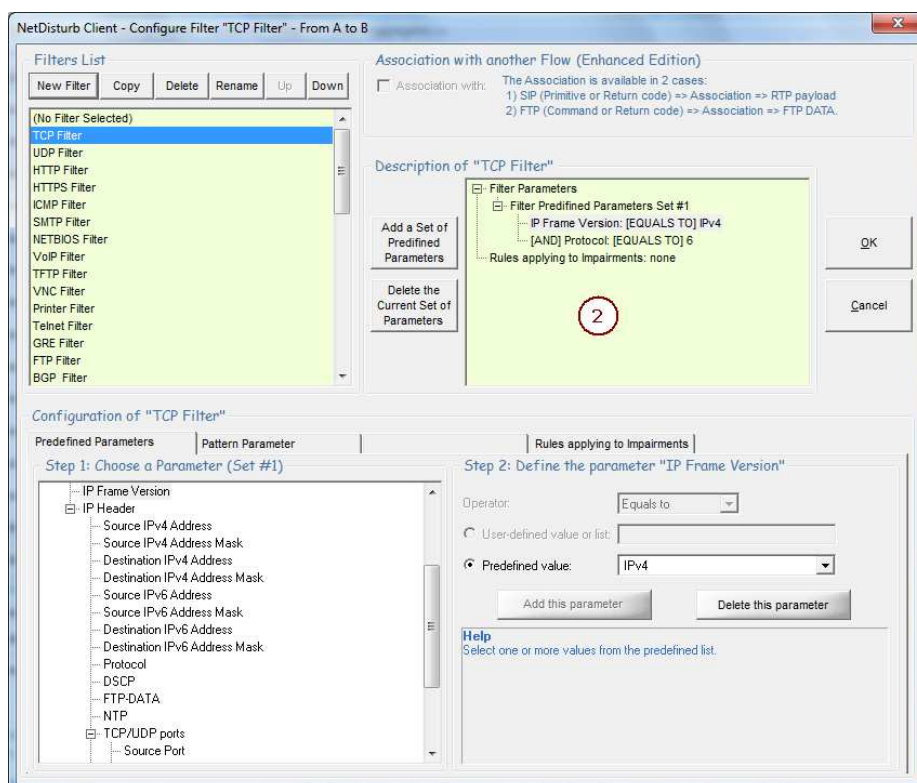 NetDisturb Client - Configure Filter "TCP Filter" - From A to B
Filters List
New Filter
Copy
Delete
Rename
Up
Down
(No Filter Selected)
TCP Filter
UDP Filter
HTTP Filter
HTTPS Filter
ICMP Filter
SMTP Filter
NETBIOS Filter
VoIP Filter
TFTP Filter
VNC Filter
Printer Filter
Telnet Filter
GRE Filter
FTP Filter
BGP Filter
Association with another Flow (Enhanced Edition)
Association with:
The Association is available in 2 cases:
1) SIP (Primitive or Return code) => Association => RTP payload
2) FTP (Command or Return code) => Association => FTP DATA.
Description of "TCP Filter"
Add a Set of
Predifined
Parameters
Delete the
Current Set of
Parameters
Filter Parameters
Filter Predifined Parameters Set #1
IP Frame Version: [EQUALS TO] IPv4
[AND] Protocol: [EQUALS TO] 6
Rules applying to Impairments: none
2
OK
Cancel
Configuration of "TCP Filter"
Predefined Parameters
Pattern Parameter
Rules applying to Impairments
Step 1: Choose a Parameter (Set #1)
IP Frame Version
IP Header
Source IPv4 Address
Source IPv4 Address Mask
Destination IPv4 Address
Destination IPv4 Address Mask
Source IPv6 Address
Source IPv6 Address Mask
Destination IPv6 Address
Destination IPv6 Address Mask
Protocol
DSCP
FTP-DATA
NTP
TCP/UDP ports
Source Port
Step 2: Define the parameter "IP Frame Version"
Operator:
Equals to
User-defined value or list:
Predefined value:
IPv4
Add this parameter
Delete this parameter
Help
Select one or more values from the predefined list.